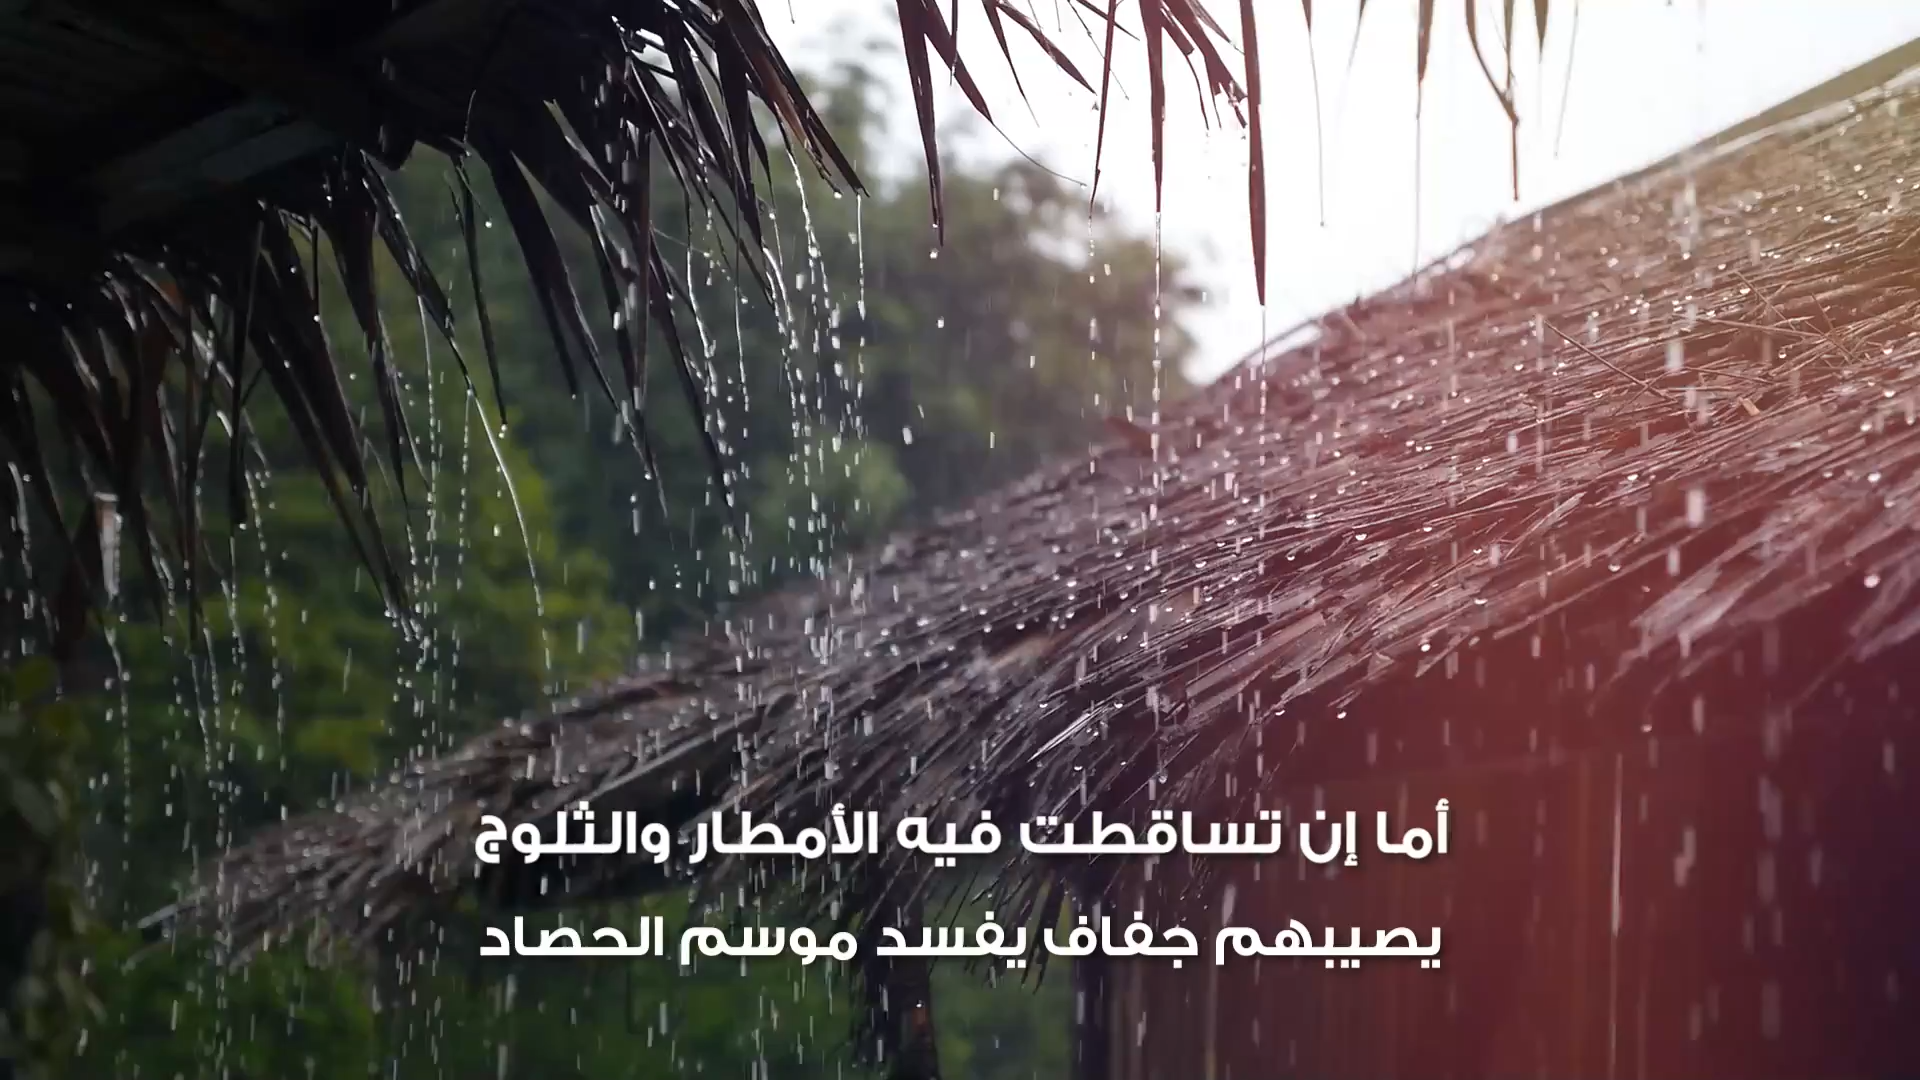 أما إن تساقطت فيه الأمطار والثلوج
يصيبهم جفاف يفسد موسم الحصاد